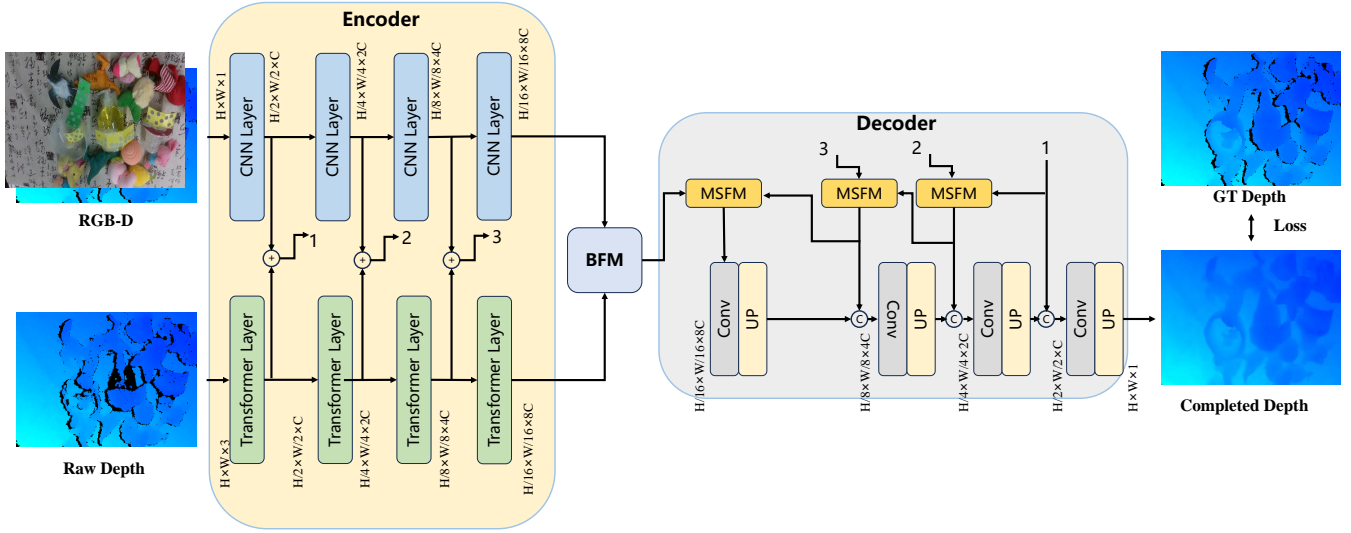 Encoder
H×W×1
CNN Layer
H/2×W/2×C
CNN Layer
H/4×W/4×2C
CNN Layer
H/8×W/8×4C
CNN Layer
H/16×W/16×8C
RGB-D
+
1
+
2
+
3
BFM
Raw Depth
H×W×3
Transformer Layer
H/2×W/2×C
Transformer Layer
H/4×W/4×2C
Transformer Layer
H/8×W/8×4C
Transformer Layer
H/16×W/16×8C
Decoder
3
2
1
MSFM
MSFM
MSFM
H/16×W/16×8C
Conv
UP
C
H/8×W/8×4C
Conv
UP
C
H/4×W/4×2C
Conv
UP
C
H/2×W/2×C
Conv
UP
H×W×1
GT Depth
Loss
Completed Depth